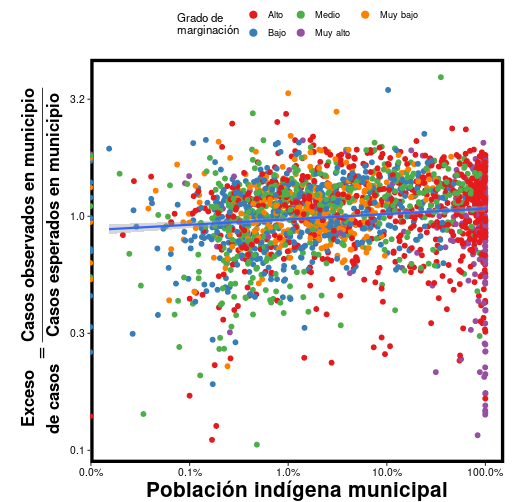 Grado de
marginación
Alto
Medio
Muy bajo
Bajo
Muy alto
Exceso
de casos
=
Casos observados en municipio
Casos esperados en municipio
3.2
1.0
0.3
0.1
0.0%
0.1%
1.0%
10.0%
100.0%
Población indígena municipal